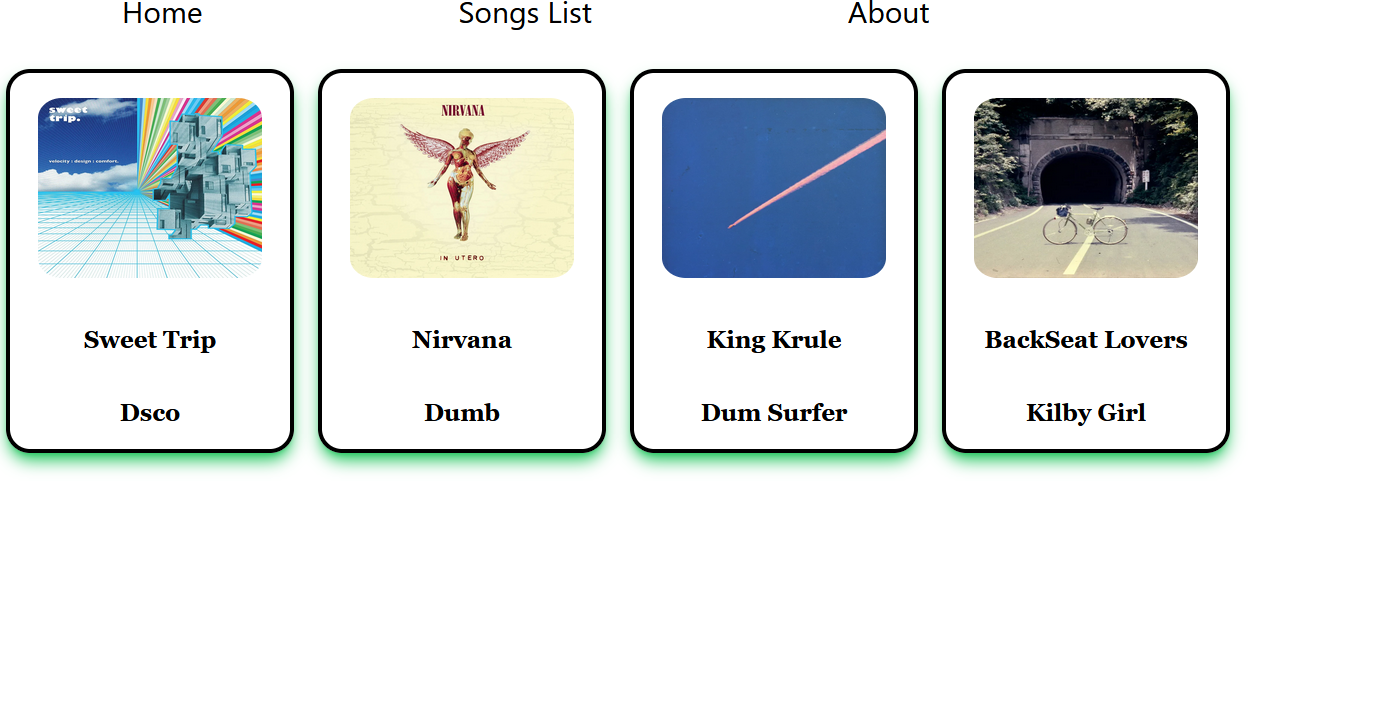 Home
Songs List
About
sweet
trip.
velocity : design : comfort.
NIRVANA
IN UTERO
Sweet Trip
Nirvana
King Krule
BackSeat Lovers
Dsco
Dumb
Dum Surfer
Kilby Girl